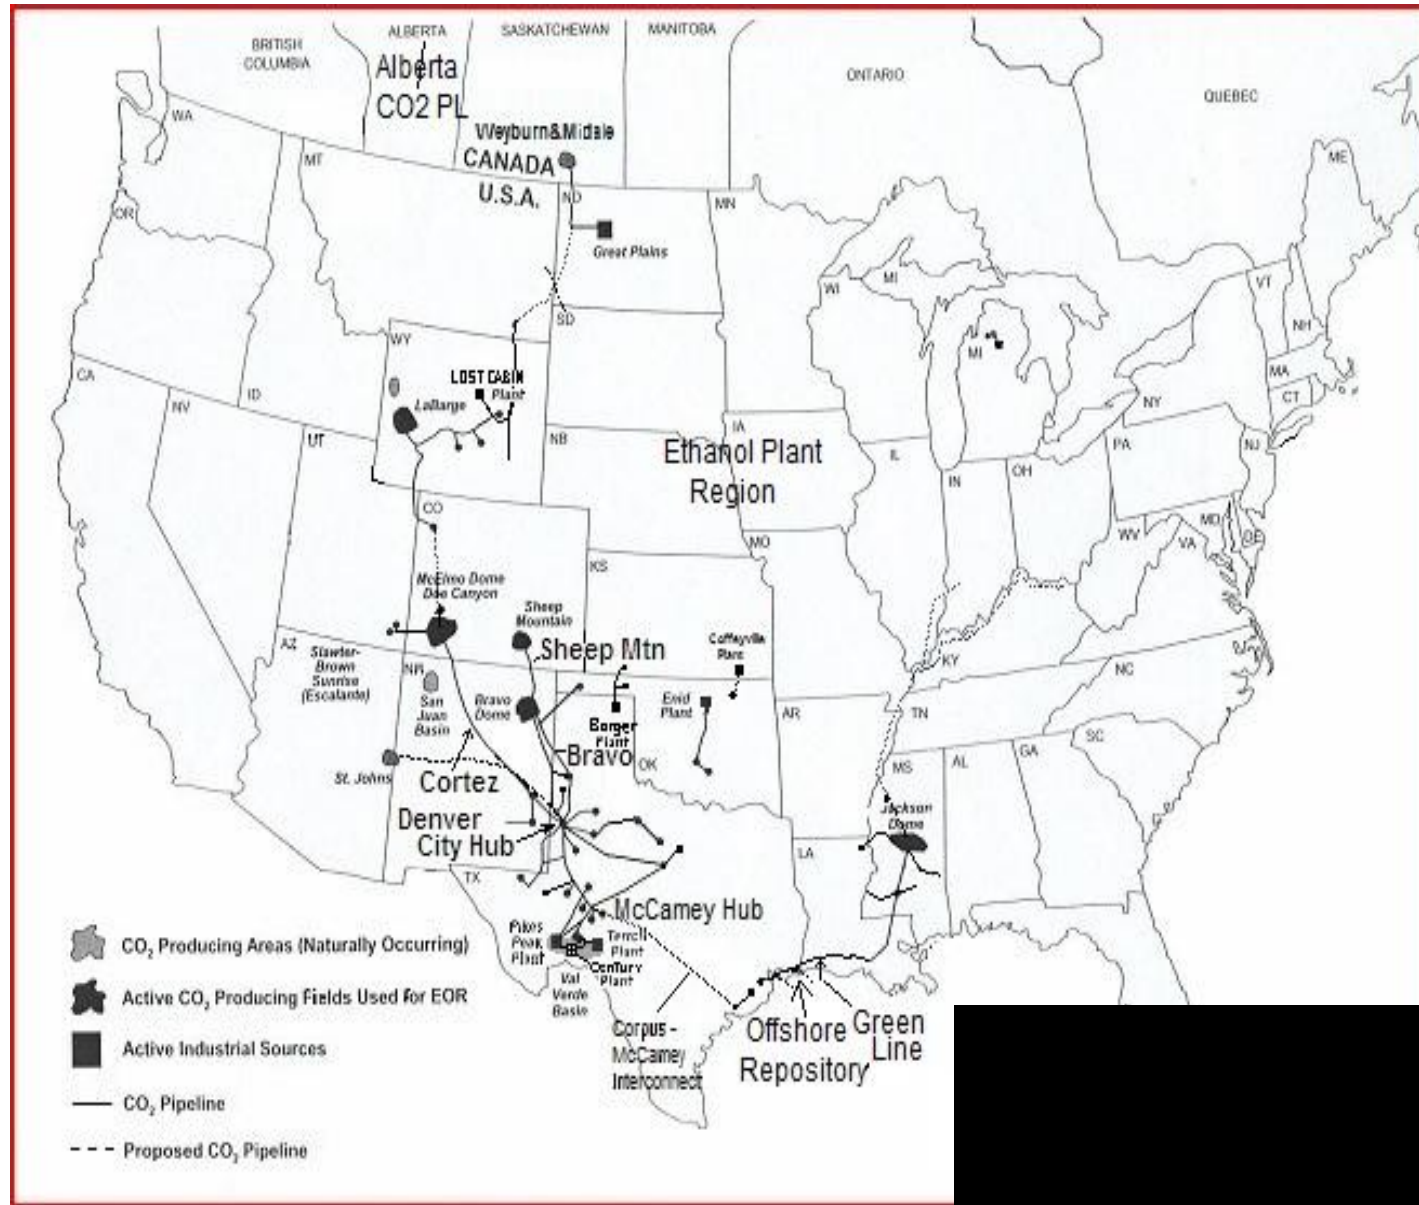 BRITISH
COLUMBIA
ALBERTA
SASKATCHEWAN
MANITOBA
ONTARIO
QUEBEC
Alberta
CO2 PL
Weyburn&Midale
CANADA
U.S.A.
WA
MT
ND
MN
ME
OR
Great Plains
WI
MI
VT
NH
SD
MI
WY
MA
CT
NY
CA
NV
ID
LOST CABIN
Plant
LaBarge
UT
NB
IA
Ethanol Plant
Region
IL
IN
OH
PA
NJ
CO
MO
WV
MD
DE
VA
KS
McElmo Dome
Doe Canyon
Sheep
Mountain
Sheep Mtn
Coffeyville
Plant
AZ
Slawter-
Brown
Sunrise
(Escalante)
NM
San
Juan
Basin
Bravo
Dome
Borger
Plant
Enid
Plant
KY
NC
TN
AR
SC
St. Johns
Cortez
Bravo
OK
MS
AL
GA
Jackson
Dome
Denver
City Hub
LA
TX
McCamey Hub
Pikes
Peak
Plant
Terrell
Plant
Century
Plant
Val
Verde
Basin
Corpus -
McCamey
Interconnect
Offshore
Repository
Green
Line
CO₂ Producing Areas (Naturally Occurring)
Active CO₂ Producing Fields Used for EOR
Active Industrial Sources
CO₂ Pipeline
Proposed CO₂ Pipeline